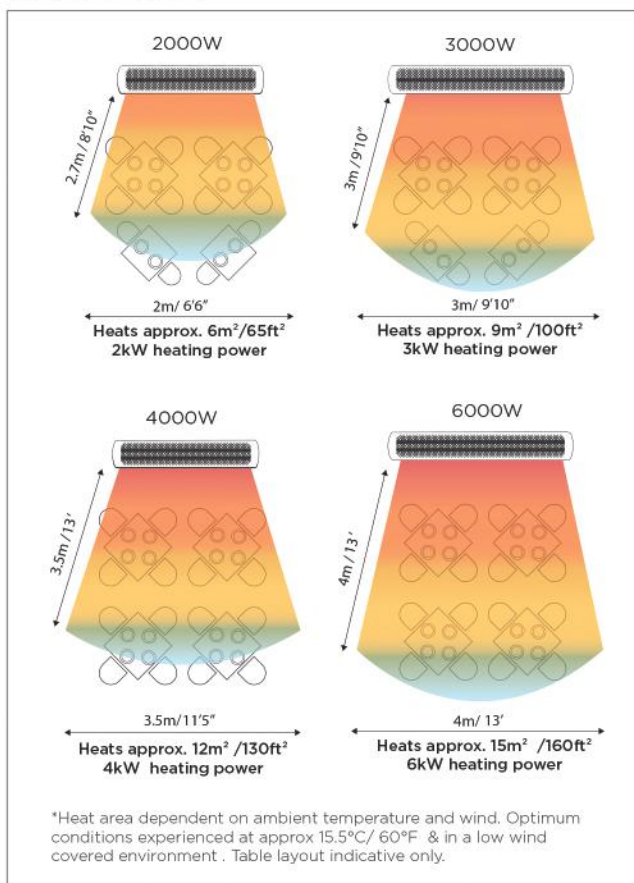 2000W
2.7m / 8'10"
2m/ 6'6"
Heats approx. 6m²/65ft²
2kW heating power
3000W
3m / 9'10"
3m/ 9'10"
Heats approx. 9m² /100ft²
3kW heating power
4000W
3.5m /13'
3.5m/11'5"
Heats approx. 12m² /130ft²
4kW heating power
6000W
4m / 13'
4m/ 13'
Heats approx. 15m² /160ft²
6kW heating power
*Heat area dependent on ambient temperature and wind. Optimum
conditions experienced at approx 15.5°C/ 60°F & in a low wind
covered environment . Table layout indicative only.